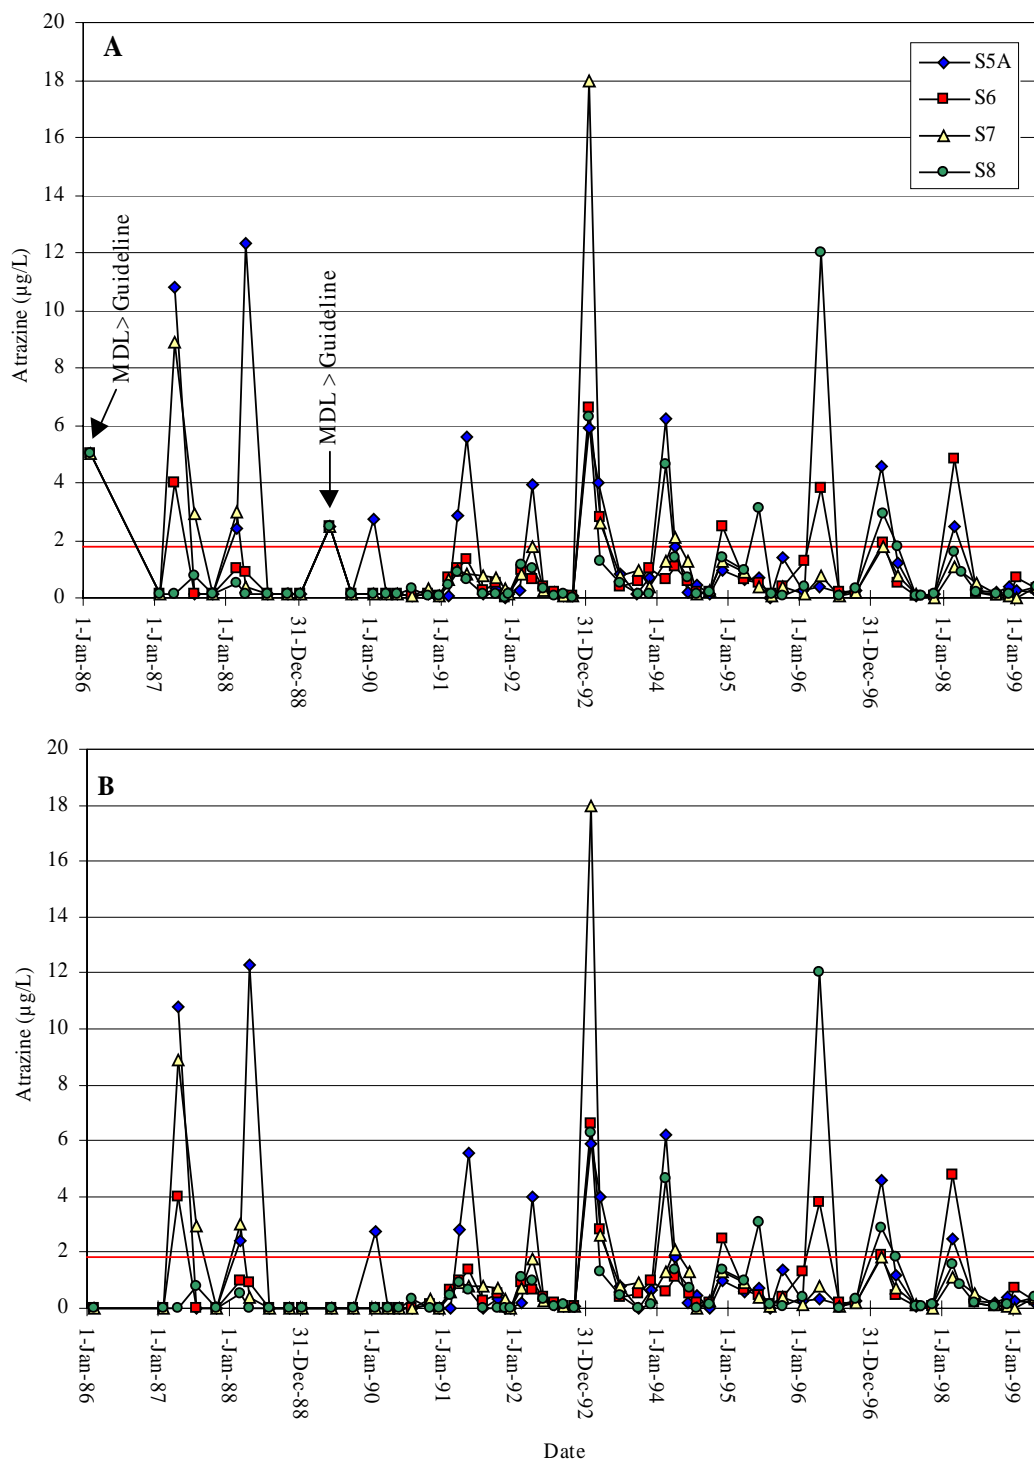 A
20
18
16
14
12
10
8
6
4
2
0
Atrazine (µg/L)
MDL> Guideline
MDL > Guideline
S5A
S6
S7
S8
1-Jan-86
1-Jan-87
1-Jan-88
31-Dec-88
1-Jan-90
1-Jan-91
1-Jan-92
31-Dec-92
1-Jan-94
1-Jan-95
1-Jan-96
31-Dec-96
1-Jan-98
1-Jan-99
B
20
18
16
14
12
10
8
6
4
2
0
Atrazine (µg/L)
1-Jan-86
1-Jan-87
1-Jan-88
31-Dec-88
1-Jan-90
1-Jan-91
1-Jan-92
31-Dec-92
1-Jan-94
1-Jan-95
1-Jan-96
31-Dec-96
1-Jan-98
1-Jan-99
Date